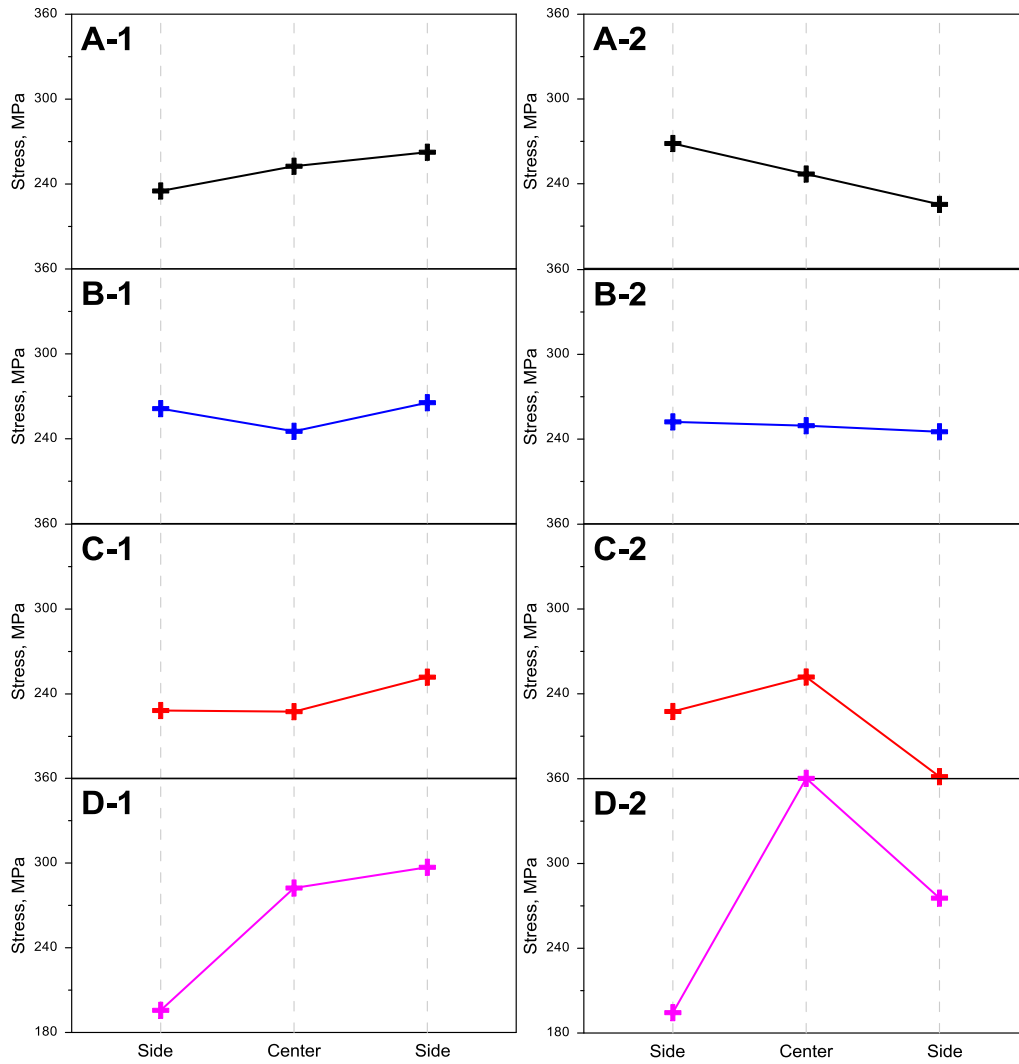 360
A-1
300
Stress, MPa
240
360
A-2
300
Stress, MPa
240
360
B-1
300
Stress, MPa
240
360
B-2
300
Stress, MPa
240
360
C-1
300
Stress, MPa
240
360
C-2
300
Stress, MPa
240
360
D-1
300
Stress, MPa
240
180
360
D-2
300
Stress, MPa
240
180
Side Center Side
Side Center Side